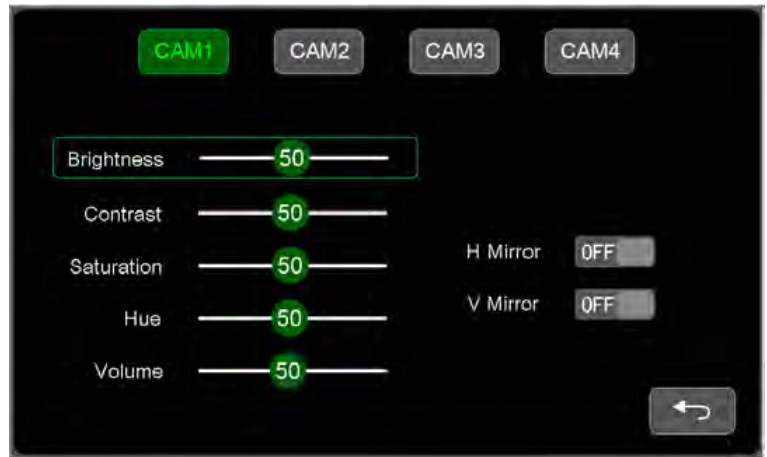 CAM1 CAM2 CAM3 CAM4
Brightness 50
Contrast 50
Saturation 50
H Mirror OFF
Hue 50
V Mirror OFF
Volume 50